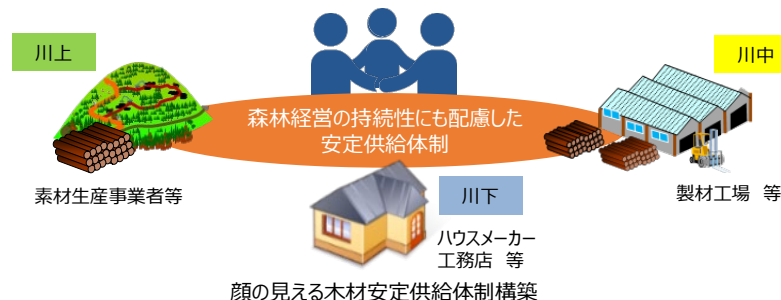 川上
川中
森林経営の持続性にも配慮した
安定供給体制
素材生産事業者等
製材工場 等
川下
ハウスメーカー
工務店 等
顔の見える木材安定供給体制構築